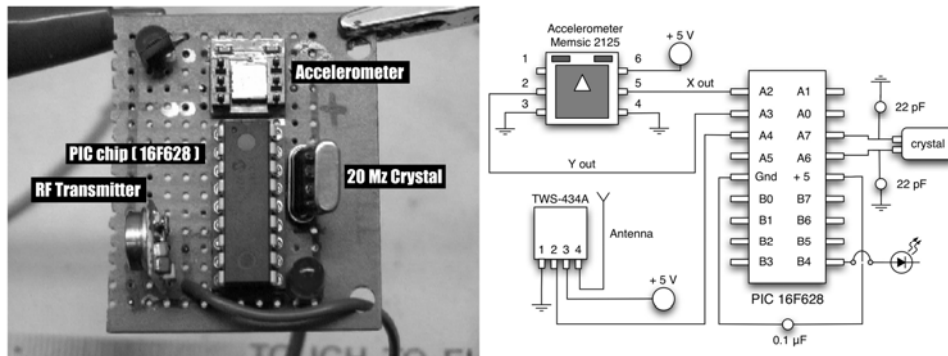 Accelerometer
PIC chip ( 16F628 )
RF Transmitter
20 Mz Crystal
TOUCH TO
Accelerometer
Memsic 2125
+ 5 V
1
6
2
5
3
4
X out
Y out
A2
A1
A3
A0
A4
A7
A5
A6
Gnd
+ 5
B0
B7
B1
B6
B2
B5
B3
B4
PIC 16F628
22 pF
crystal
22 pF
TWS-434A
1 2 3 4
Antenna
+ 5 V
0.1 µF